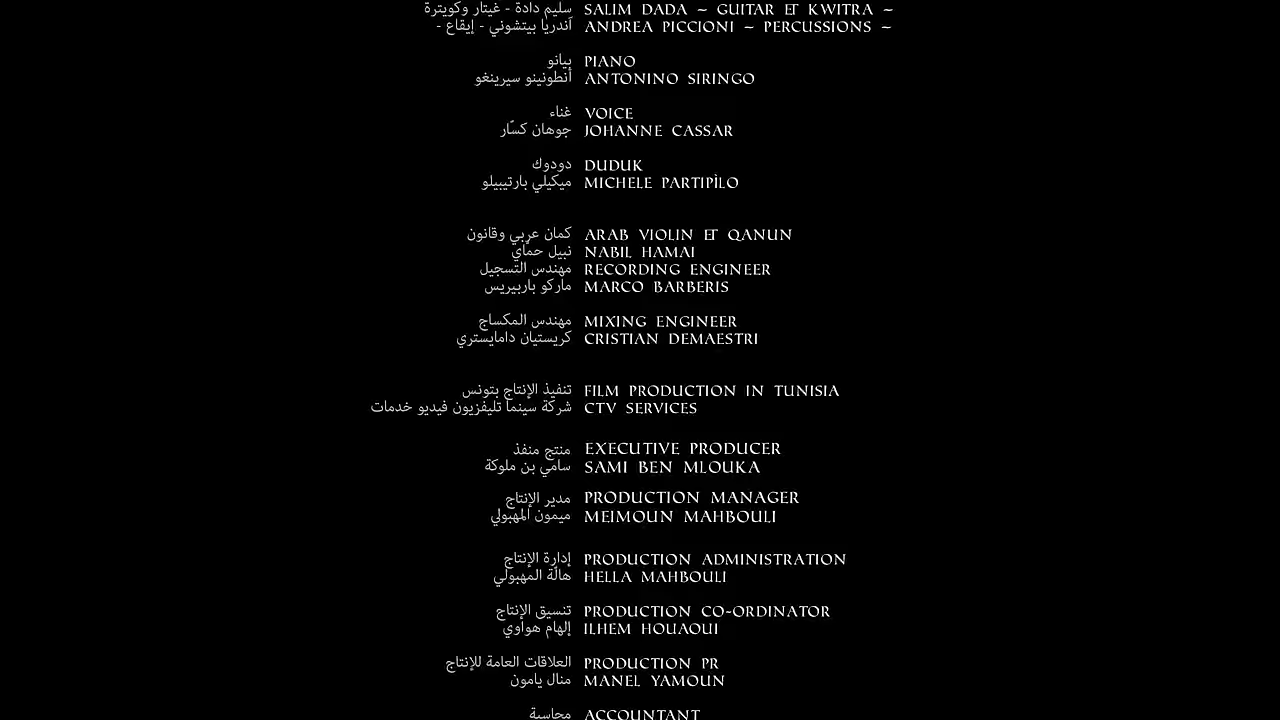 سليم دادة - غيتار وكويترة SALIM DADA ~ GUITAR ET KWITRA ~
أندريا بيتشوني - إيقاع - ANDREA PICCIONI ~ PERCUSSIONS ~
بيانو PIANO
أنطونينو سيرينغو ANTONINO SIRINGO
غناء VOICE
جوهان كسّار JOHANNE CASSAR
دودوك DUDUK
ميكيلي بارتيبيلو MICHELE PARTIPÌLO
كمان عربي وقانون ARAB VIOLIN ET QANUN
نبيل حمّاي NABIL HAMAI
مهندس التسجيل RECORDING ENGINEER
ماركو باربيريس MARCO BARBERIS
مهندس المكساج MIXING ENGINEER
كريستيان دامايستري CRISTIAN DEMAESTRI
تنفيذ الإنتاج بتونس FILM PRODUCTION IN TUNISIA
شركة سينما تليفزيون فيديو خدمات CTV SERVICES
منتج منفذ EXECUTIVE PRODUCER
سامي بن ملوكة SAMI BEN MLOUKA
مدير الإنتاج PRODUCTION MANAGER
ميمون المهبولي MEIMOUN MAHBOULI
إدارة الإنتاج PRODUCTION ADMINISTRATION
هالة المهبولي HELLA MAHBOULI
تنسيق الإنتاج PRODUCTION CO-ORDINATOR
إلهام هواوي ILHEM HOUAOUI
العلاقات العامة للإنتاج PRODUCTION PR
منال يامون MANEL YAMOUN
محاسبة ACCOUNTANT